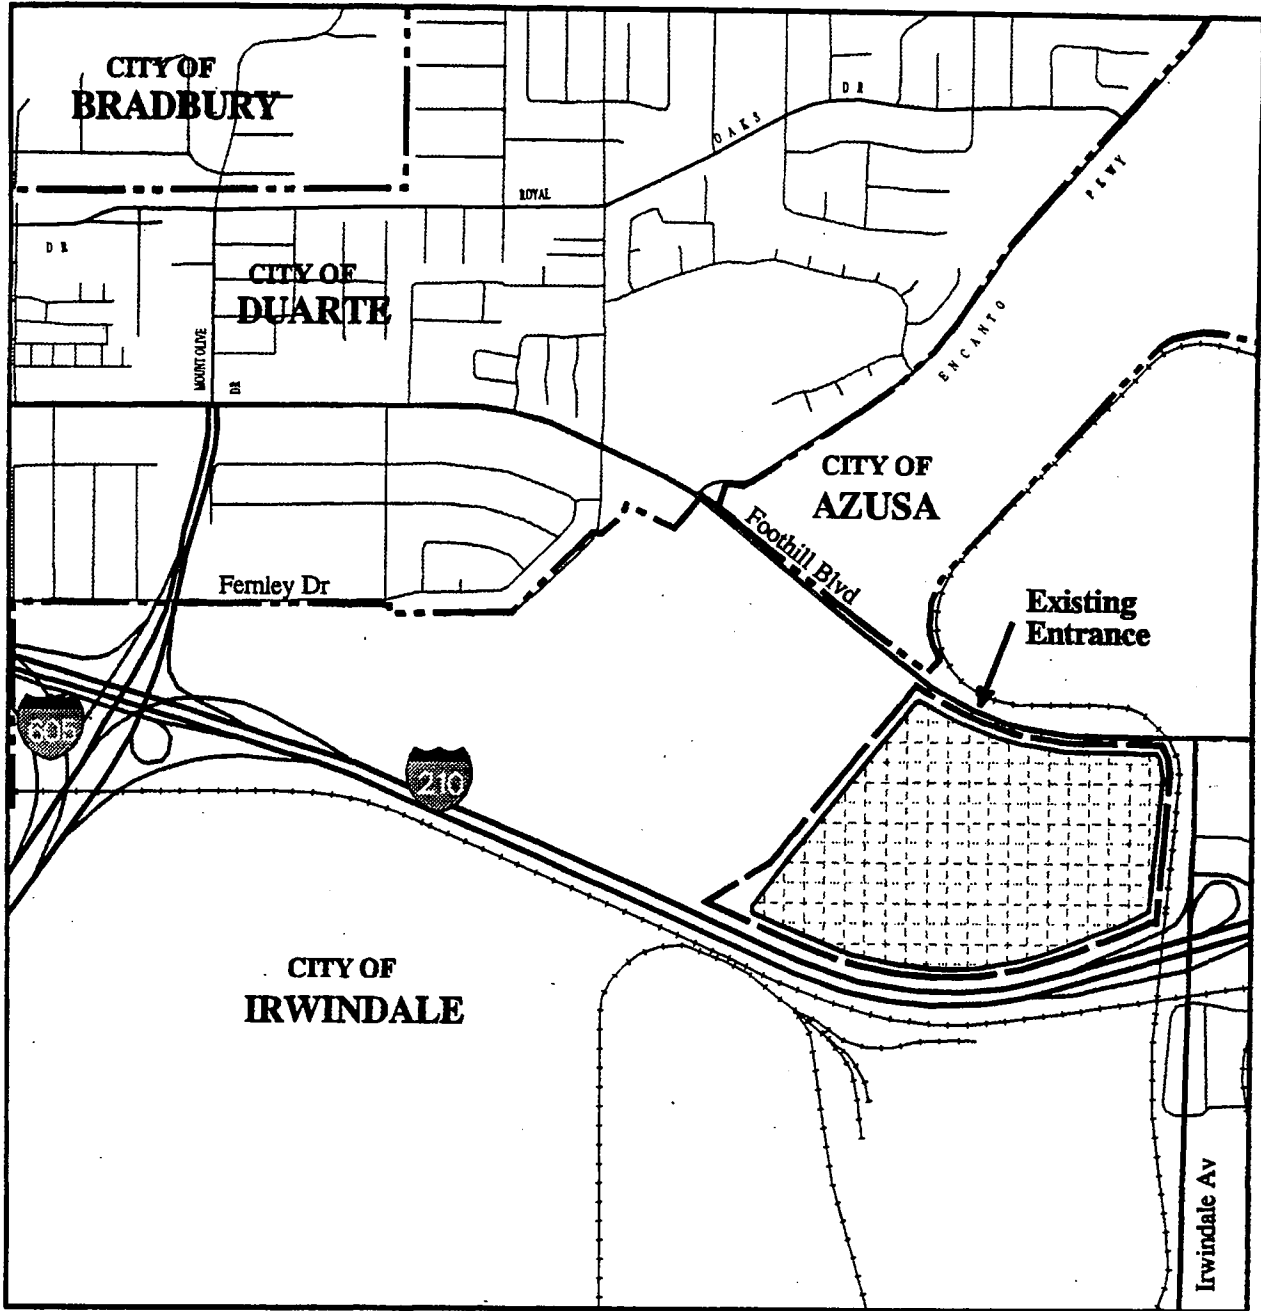 CITY OF
BRADBURY
DR
OAKS
ROYAL
PKWY
DR
CITY OF
DUARTE
MOUNT OLIVE
DR
ENCANTO
CITY OF
AZUSA
Foothill Blvd
Fernley Dr
Existing
Entrance
605
210
CITY OF
IRWINDALE
Irwindale Av